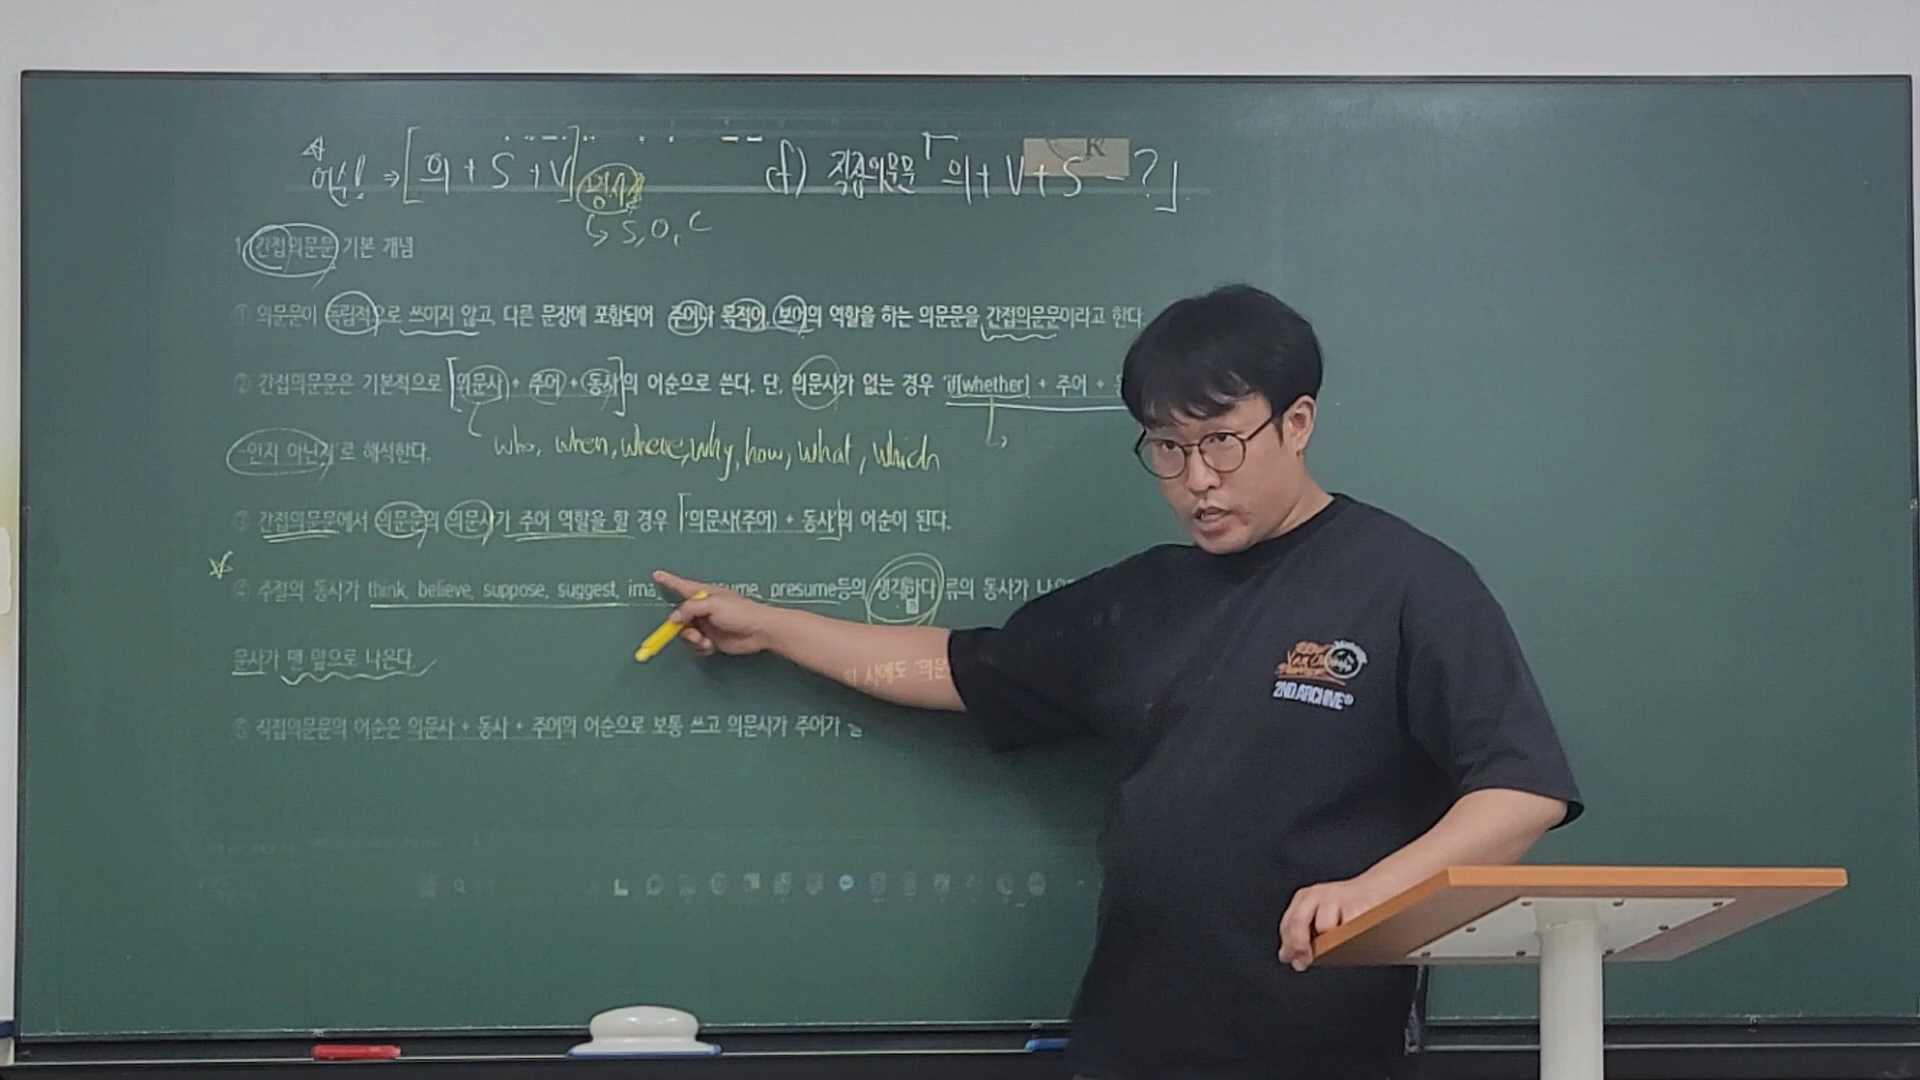 어순! ⇒ [의 + S + V] 명사절 cf) 직접의문문 「의 + V + S ~ ?」
↳ S, O, C
K
1. 간접의문문 기본 개념
① 의문문이 독립적으로 쓰이지 않고, 다른 문장에 포함되어 주어나 목적어, 보어의 역할을 하는 의문문을 간접의문문이라고 한다.
② 간접의문문은 기본적으로 [의문사 + 주어 + 동사]의 어순으로 쓴다. 단, 의문사가 없는 경우 'if[whether] + 주어 +
who, when, where, why, how, what, which
~인지 아닌지'로 해석한다.
③ 간접의문문에서 의문문의 의문사가 주어 역할을 할 경우 「'의문사(주어) + 동사'의 어순이 된다.
④ 주절의 동사가 think, believe, suppose, suggest, presume등의 '생각하다' 류의 동사가
문사가 맨 앞으로 나온다.
시에도 '의문
⑤ 직접의문문의 어순은 의문사 + 동사 + 주어의 어순으로 보통 쓰고 의문사가 주어가
2ND ARCHIVE